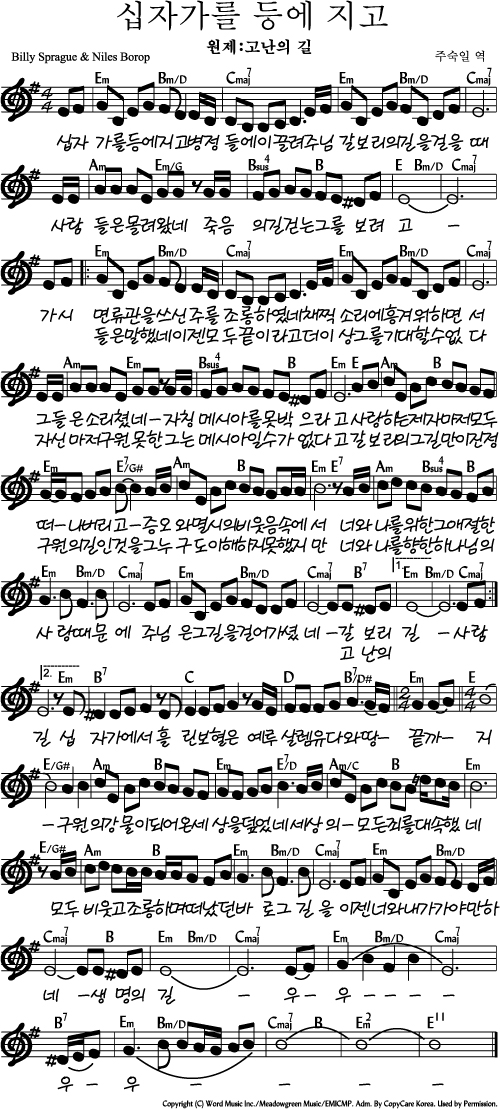 십자가를 등에 지고
원제:고난의 길
Billy Sprague & Niles Borop
주숙일 역
Em Bm/D Cmaj7 Em Bm/D Cmaj7
십자 가를등에지고병정 들에이끌려주님 갈보리의길을걸을 때
Am Em/G Bsus4 B E Bm/D Cmaj7
사람 들은몰려왔네 죽음 의길걷는그를 보려 고 -
Em Bm/D Cmaj7 Em Bm/D Cmaj7
가시 면류관을쓰신주를 조롱하였네채찍 소리에흥겨워하면 서
들은말했네이젠모 두끝이라고더이 상그를기대할수없 다
Am Em Bsus4 B Em E Am B
그들 은소리쳤네-자칭 메시아를못박 으라 고 사랑하는제자마저모두
자신 마저구원 못한그는 메시아일수가 없다 고 갈 보리의그길만이진정
Em E7G# Am B Em E7 Am Bsus4 B
떠-나버리고-증오 와멸시의비웃음속에 서 너와 나를위한그애절한
구원의길인것을그누 구도이해하지못했지 만 너와 나를향한하나님의
Em Bm/D Cmaj7 Em Bm/D Cmaj7 B 1. Em Bm/D Cmaj7
사 랑때문 에 주님 은그길을걸어가셨 네-갈 보리 길 -사랑
고 난의
2. Em B7 C D B7/D# Em E
길 십 자가에서 흘 린보혈은 예루 살렘유다와땅- 끝까- 지
E/G# Am B Em E7D Am/C B Em
-구원의강 물이되어온세 상을덮었네세상 의-모든죄를대속했 네
E/G# Am B Em Bm/D Cmaj7 Em Bm/D
모두 비웃고조롱하며떠났던바 로그 길 을 이젠너와내가가야만하
Cmaj7 B Em Bm/D Cmaj7 Em Bm/D
네 -생 명의 길 - 우 우 - - - -
B7 Em Bm/D Cmaj7 B Em2 E11
우 - 우 - - - -
Copyright (C) Word Music Inc./Meadowgreen Music/EMICMP. Adm. By CopyCare Korea. Used by Permission.